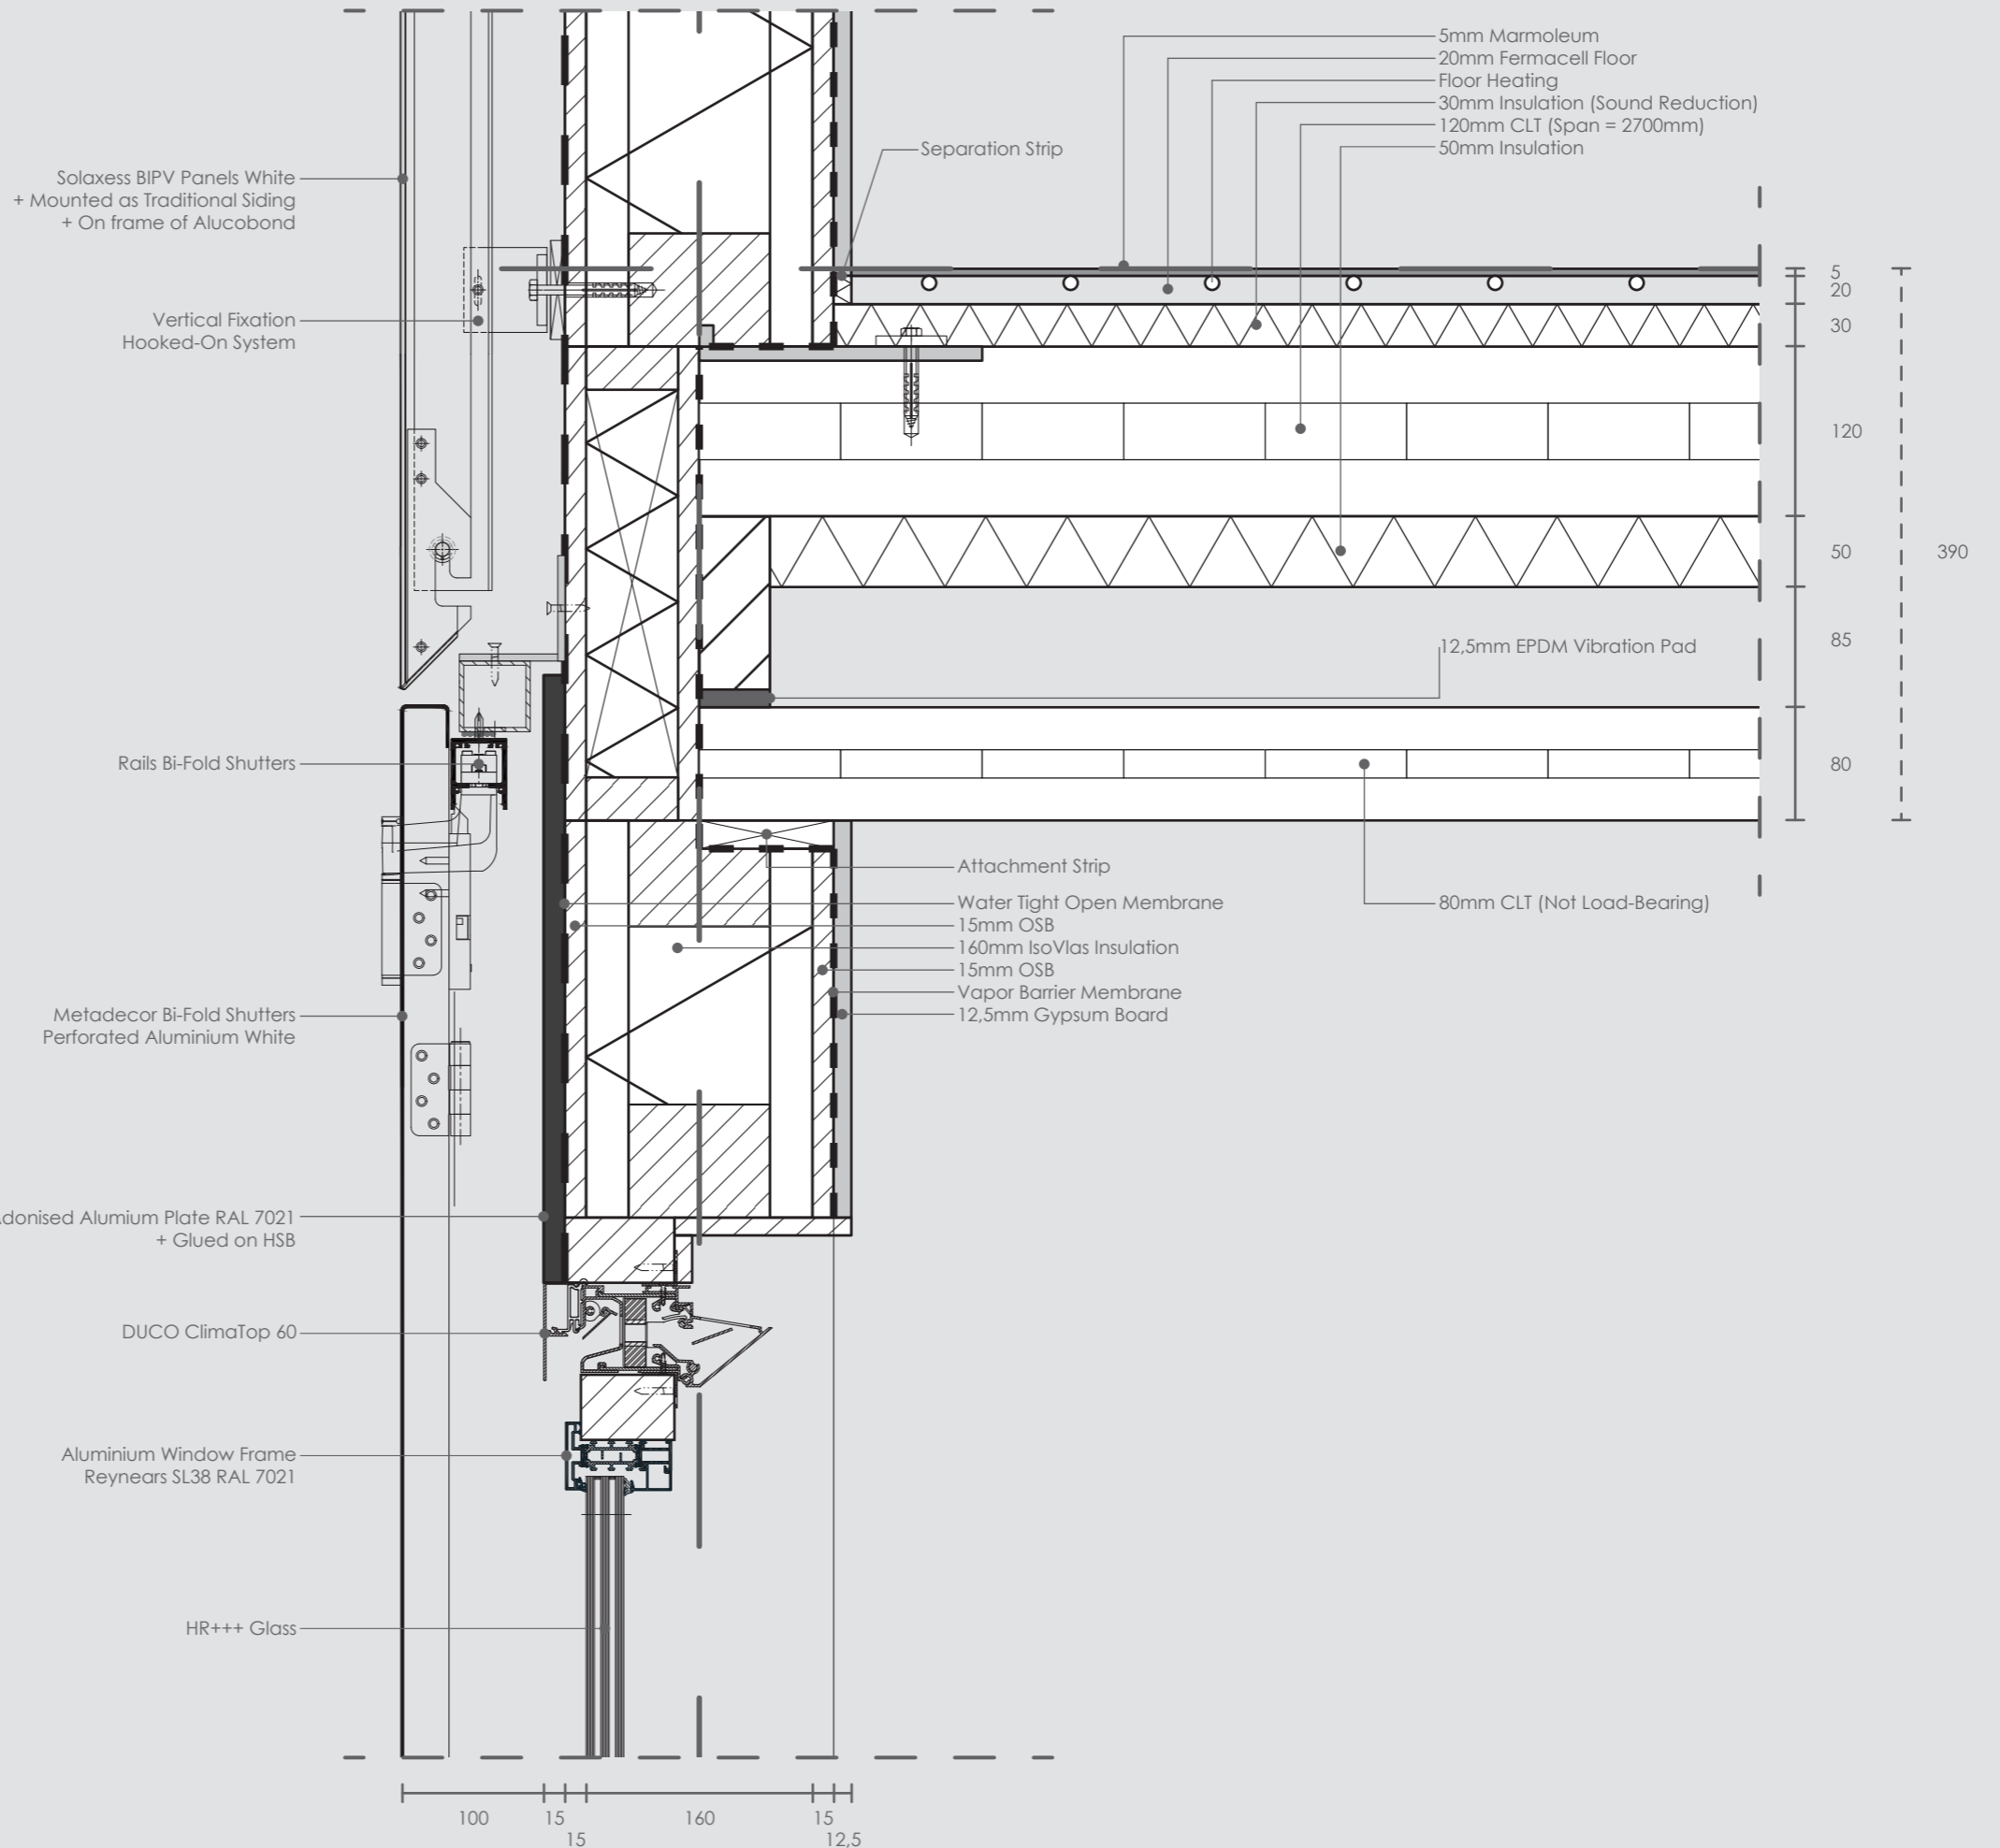 5mm Marmoleum
20mm Fermacell Floor
Floor Heating
30mm Insulation (Sound Reduction)
120mm CLT (Span = 2700mm)
50mm Insulation
Separation Strip
Solaxess BIPV Panels White
+ Mounted as Traditional Siding
+ On frame of Alucobond
Vertical Fixation
Hooked-On System
5
20
30
120
50
390
85
12,5mm EPDM Vibration Pad
Rails Bi-Fold Shutters
80
Attachment Strip
Water Tight Open Membrane
15mm OSB
160mm IsoVlas Insulation
15mm OSB
Vapor Barrier Membrane
12,5mm Gypsum Board
80mm CLT (Not Load-Bearing)
Metadecor Bi-Fold Shutters
Perforated Aluminium White
Alumium Plate RAL 7021
+ Glued on HSB
DUCO ClimaTop 60
Aluminium Window Frame
Reynears SL38 RAL 7021
HR+++ Glass
100
15
15
160
15
12,5